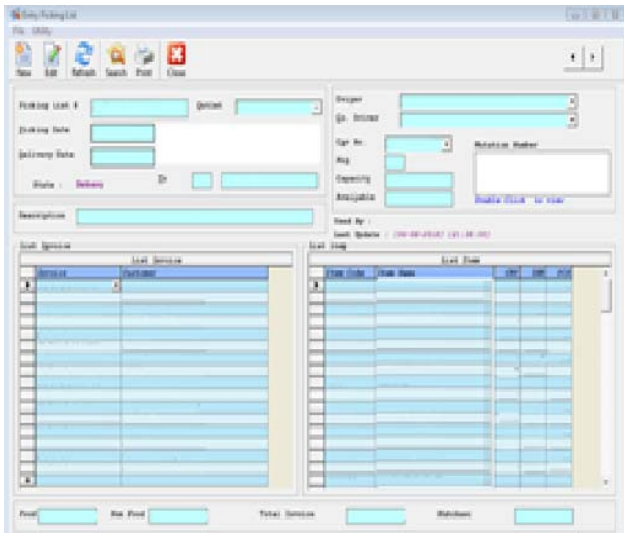 Entry Picking List
File Utility
New Edit Refresh Search Print Close
Picking List # Outlet
Picking Date
Delivery Date
State : Delivery To
Description
Driver
Co. Driver
Car No. Mutation Number
Capacity
Available
Double Click to view
Used By :
Last Update :
List Invoice
List Invoice
Invoice Customer
List Item
List Item
Item Code Item Name PCS
Food Non Food Total Invoice